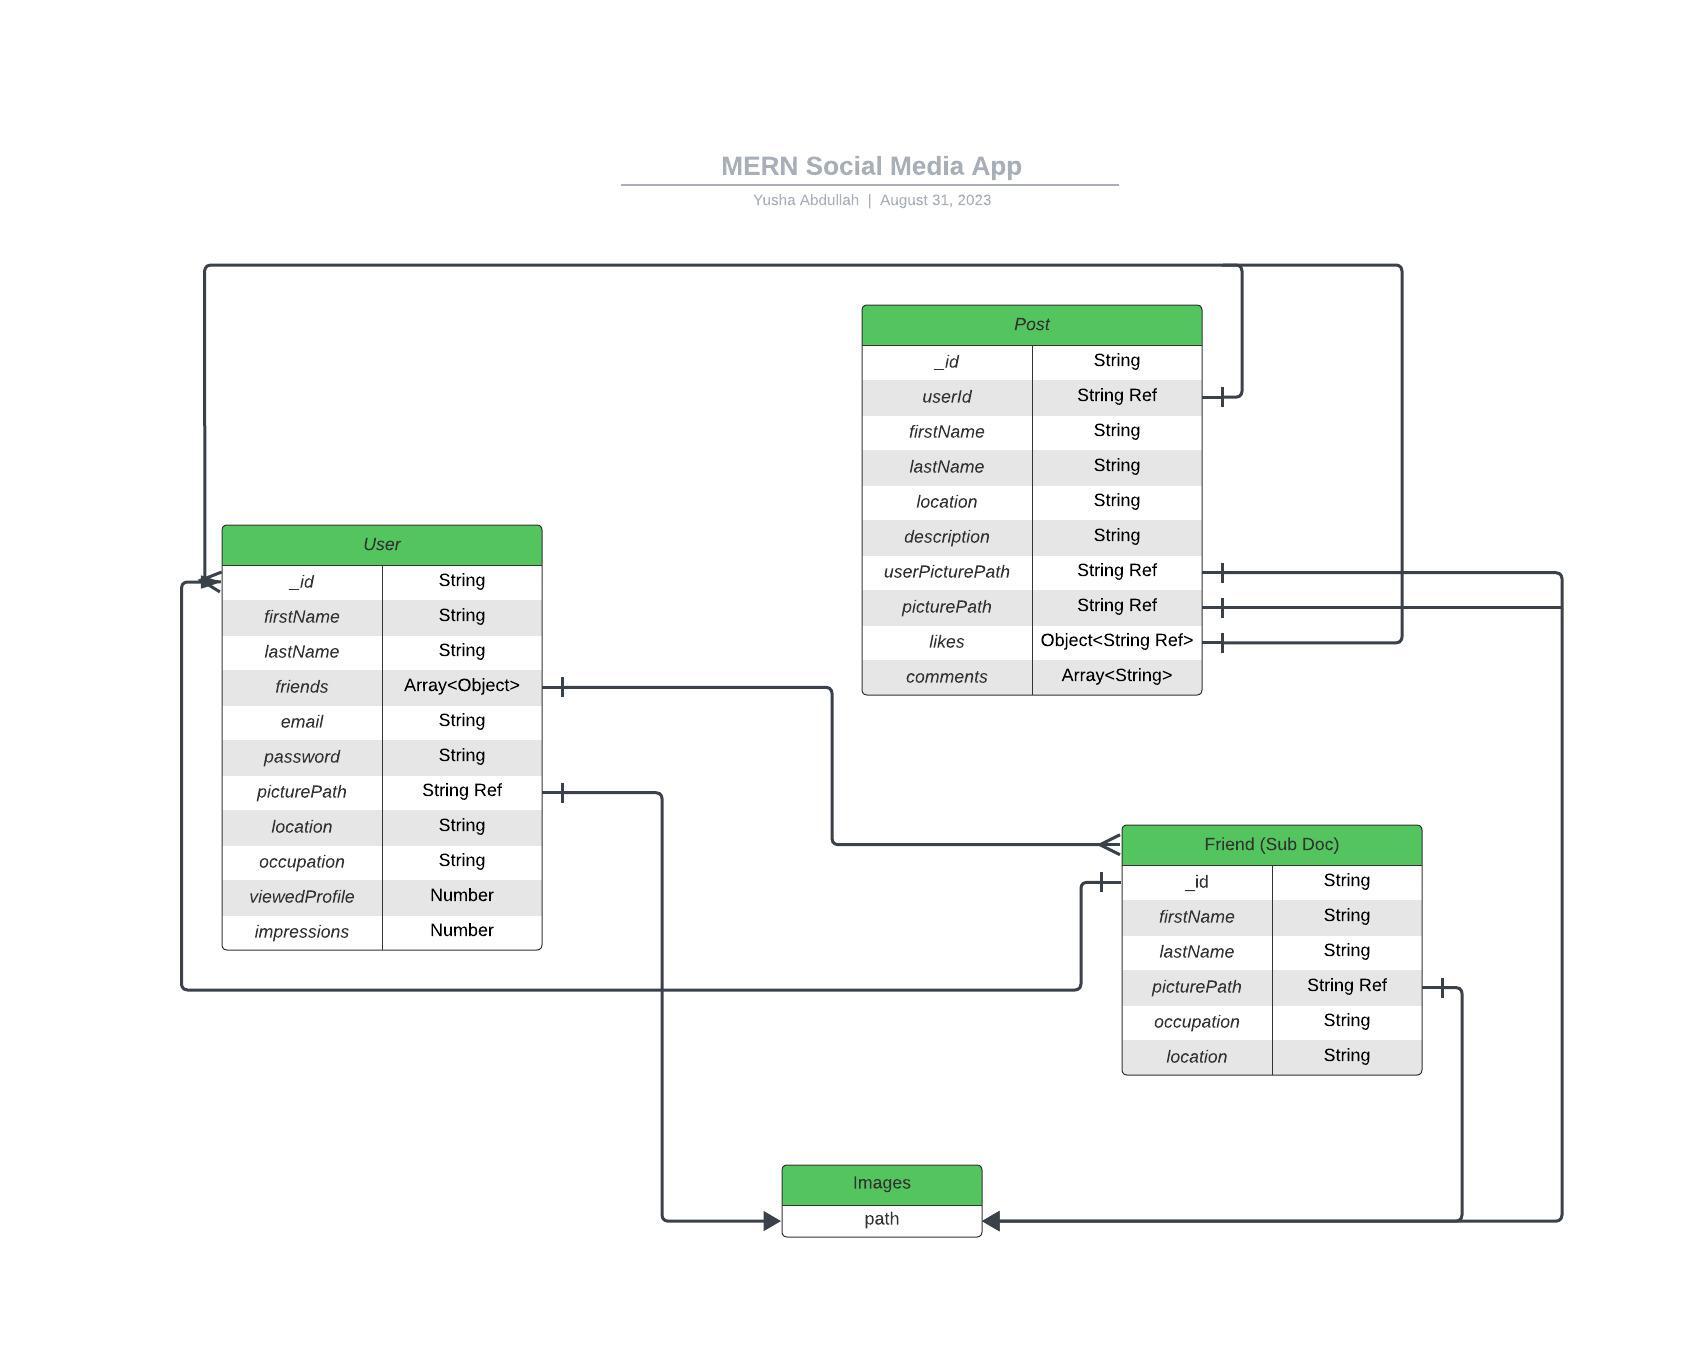 MERN Social Media App
Yusha Abdullah | August 31, 2023
Post
_id String
userId String Ref
firstName String
lastName String
location String
description String
userPicturePath String Ref
picturePath String Ref
likes Object<String Ref>
comments Array<String>
User
_id String
firstName String
lastName String
friends Array<Object>
email String
password String
picturePath String Ref
location String
occupation String
viewedProfile Number
impressions Number
Friend (Sub Doc)
_id String
firstName String
lastName String
picturePath String Ref
occupation String
location String
Images
path